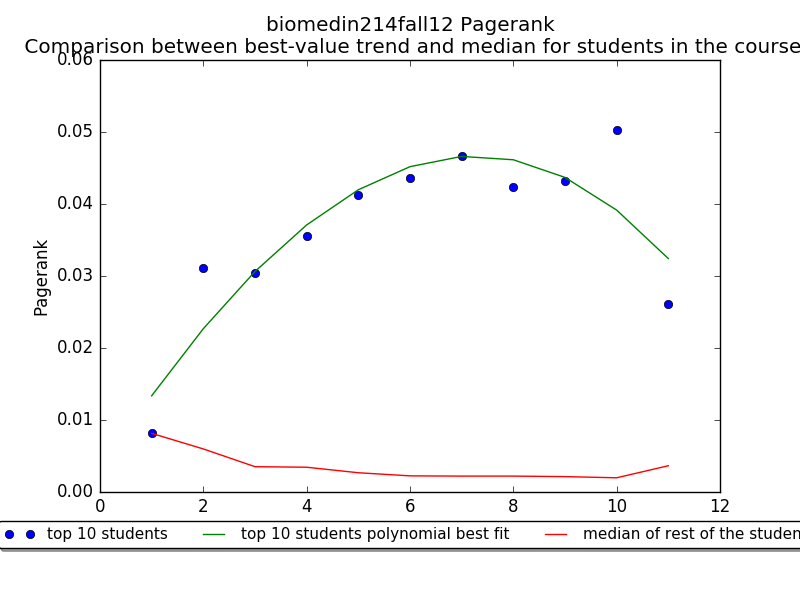 biomedin214fall12 Pagerank
Comparison between best-value trend and median for students in the course
0.06
0.05
0.04
0.03
0.02
0.01
0.00
Pagerank
0 2 4 6 8 10 12
top 10 students top 10 students polynomial best fit median of rest of the studen